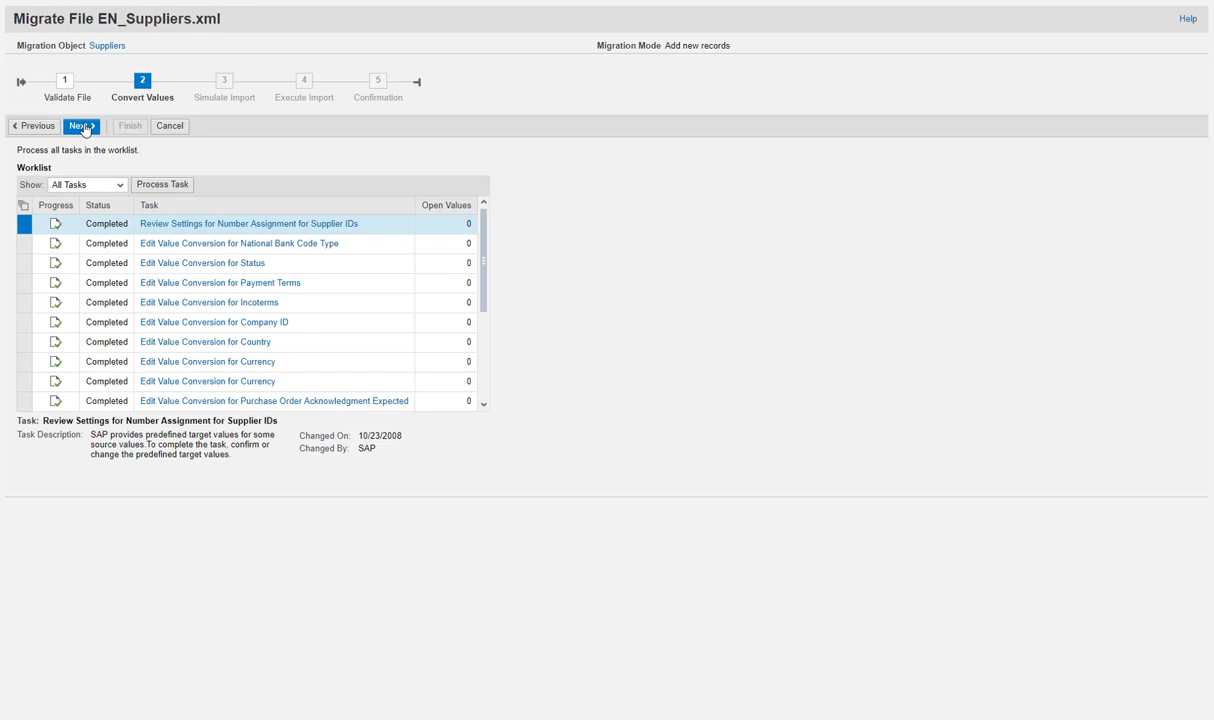 Migrate File EN_Suppliers.xml
Help
Migration Object Suppliers
Migration Mode Add new records
1 2 3 4 5
Validate File Convert Values Simulate Import Execute Import Confirmation
Previous Next Finish Cancel
Process all tasks in the worklist.
Worklist
Show: All Tasks Process Task
Progress Status Task Open Values
Completed Review Settings for Number Assignment for Supplier IDs 0
Completed Edit Value Conversion for National Bank Code Type 0
Completed Edit Value Conversion for Status 0
Completed Edit Value Conversion for Payment Terms 0
Completed Edit Value Conversion for Incoterms 0
Completed Edit Value Conversion for Company ID 0
Completed Edit Value Conversion for Country 0
Completed Edit Value Conversion for Currency 0
Completed Edit Value Conversion for Currency 0
Completed Edit Value Conversion for Purchase Order Acknowledgment Expected 0
Task: Review Settings for Number Assignment for Supplier IDs
Task Description: SAP provides predefined target values for some
source values.To complete the task, confirm or
change the predefined target values.
Changed On: 10/23/2008
Changed By: SAP